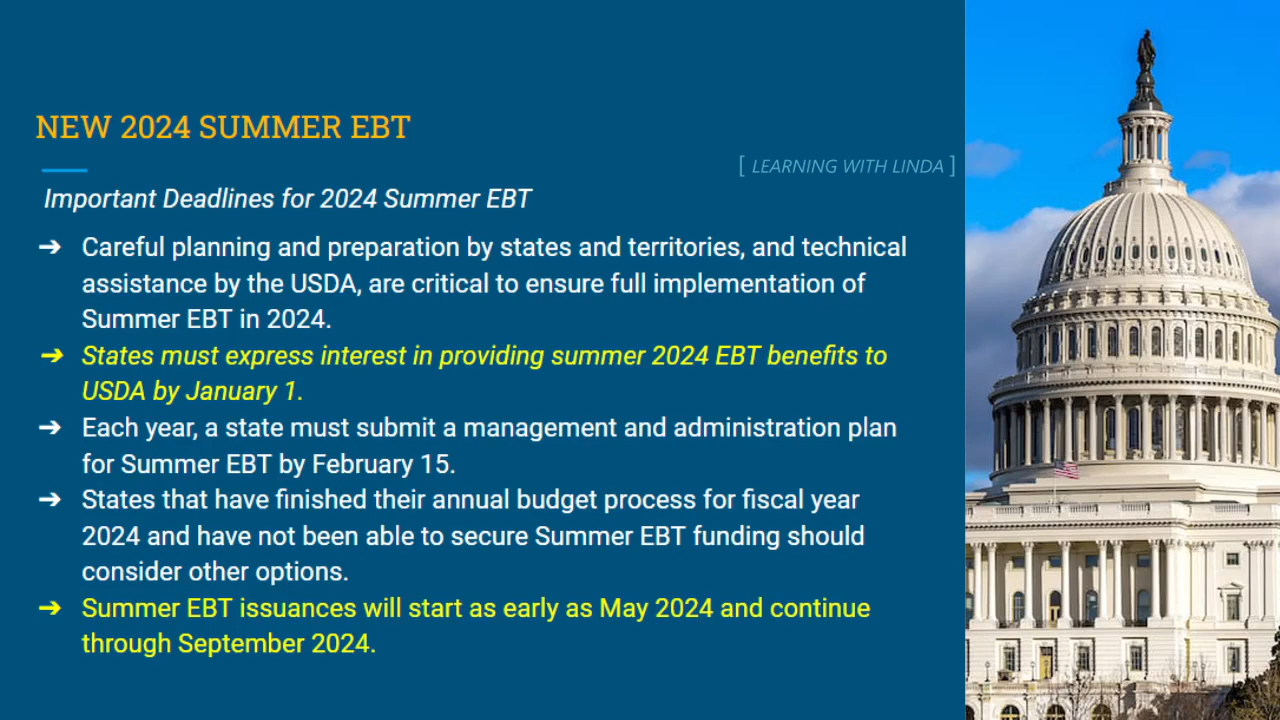 NEW 2024 SUMMER EBT
[ LEARNING WITH LINDA ]
Important Deadlines for 2024 Summer EBT
➔ Careful planning and preparation by states and territories, and technical
assistance by the USDA, are critical to ensure full implementation of
Summer EBT in 2024.
➔ States must express interest in providing summer 2024 EBT benefits to
USDA by January 1.
➔ Each year, a state must submit a management and administration plan
for Summer EBT by February 15.
➔ States that have finished their annual budget process for fiscal year
2024 and have not been able to secure Summer EBT funding should
consider other options.
➔ Summer EBT issuances will start as early as May 2024 and continue
through September 2024.